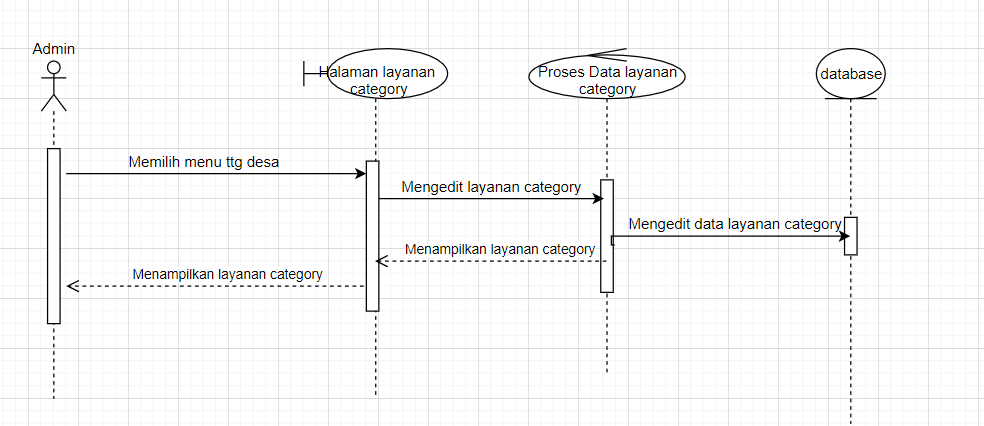 Admin
Halaman layanan
category
Proses Data layanan
category
database
Memilih menu ttg desa
Mengedit layanan category
Mengedit data layanan category
Menampilkan layanan category
Menampilkan layanan category